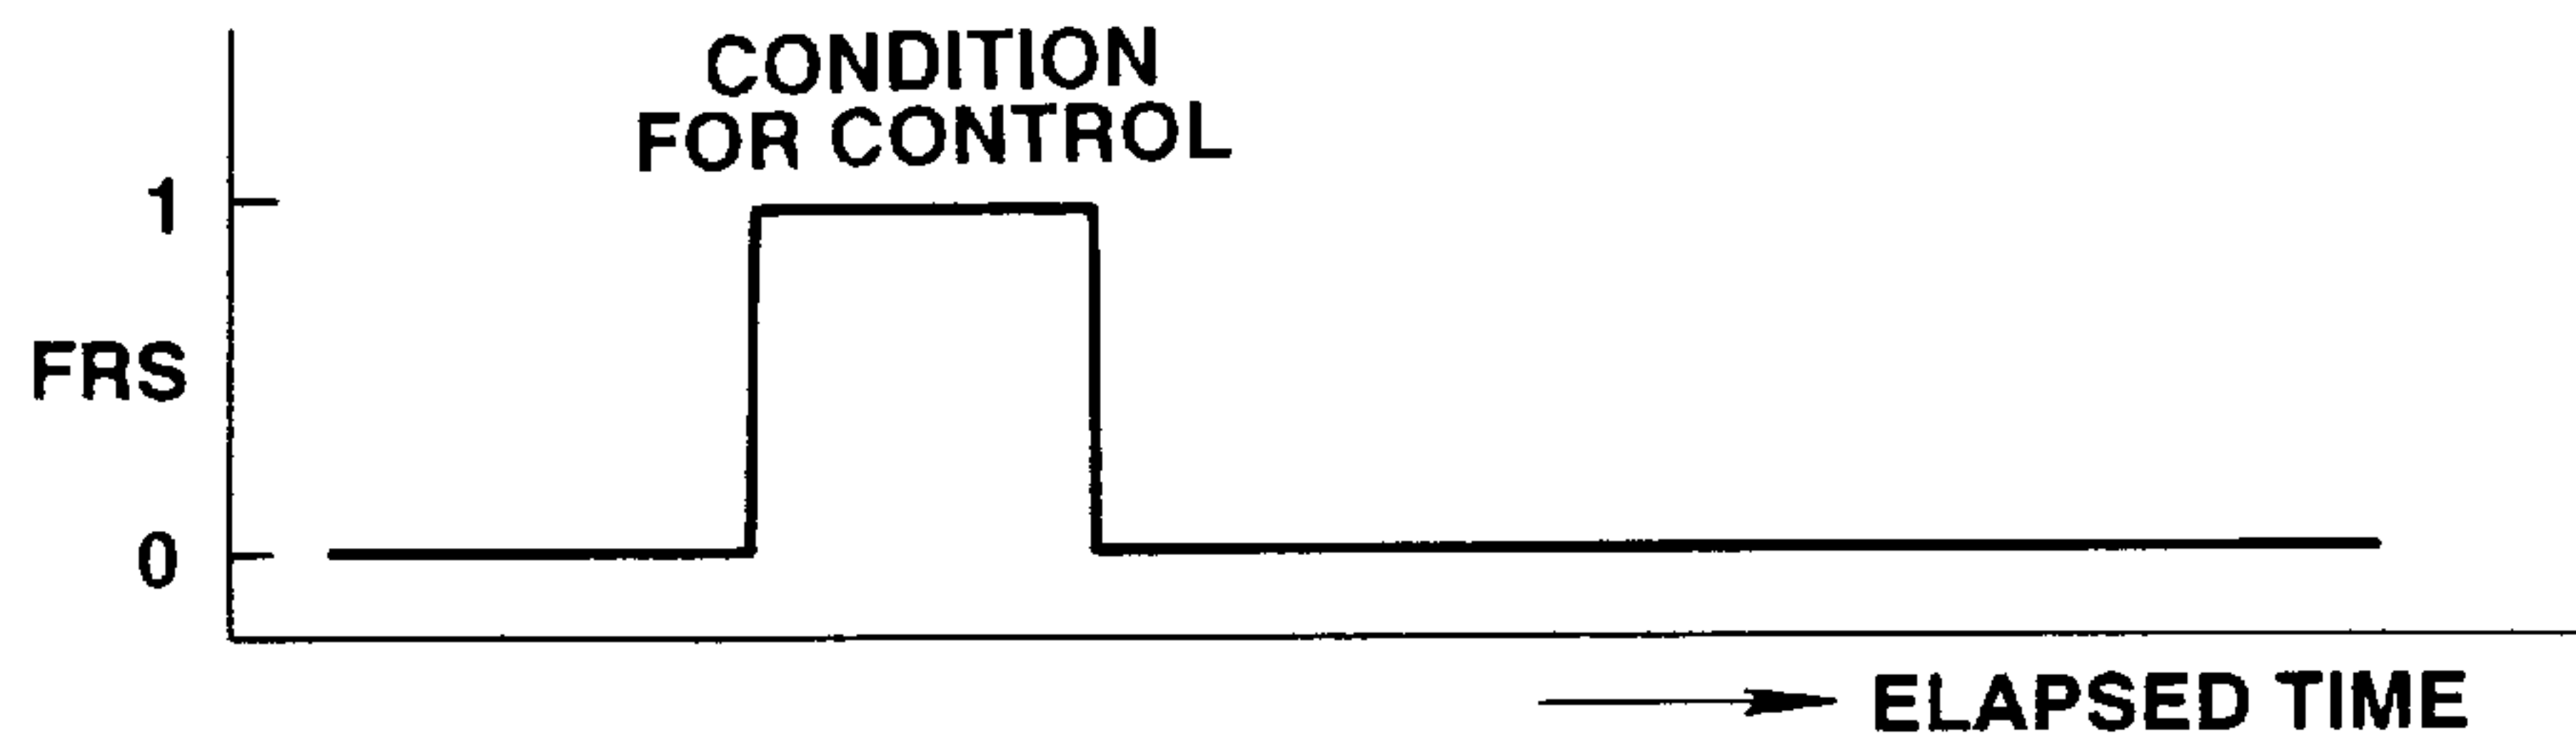 CONDITION
FOR CONTROL
1
FRS
0
ELAPSED TIME